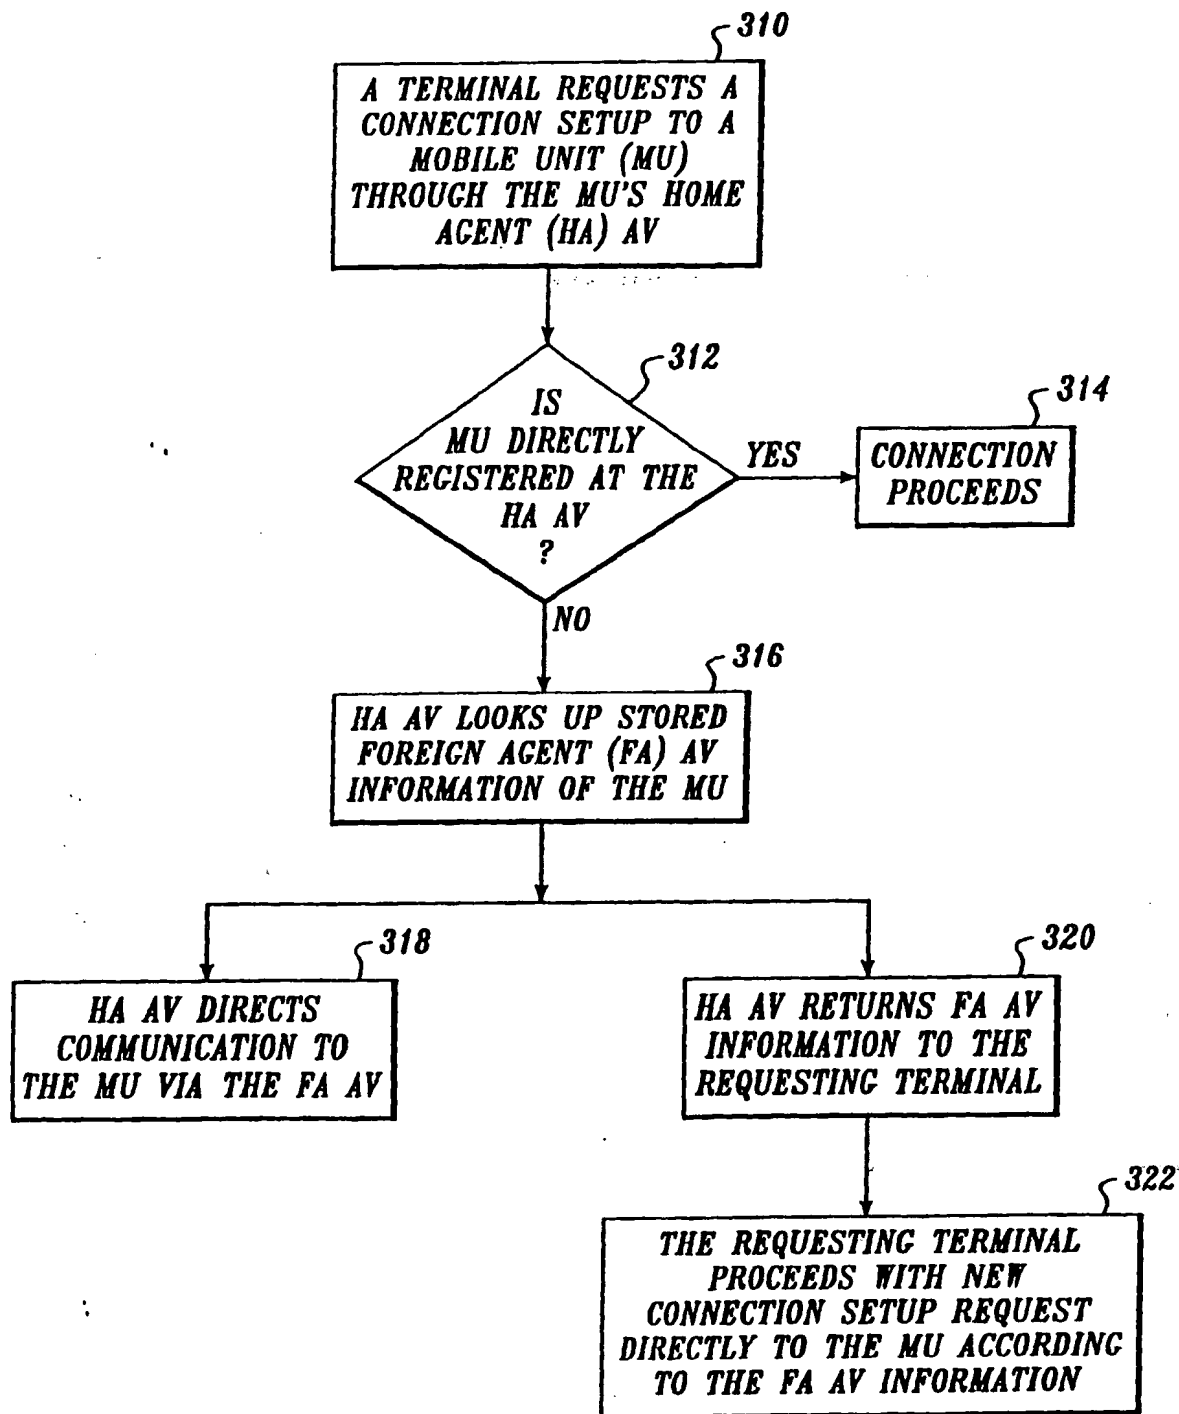 310
A TERMINAL REQUESTS A
CONNECTION SETUP TO A
MOBILE UNIT (MU)
THROUGH THE MU'S HOME
AGENT (HA) AV
312
IS
MU DIRECTLY
REGISTERED AT THE
HA AV
?
YES
314
CONNECTION
PROCEEDS
NO
316
HA AV LOOKS UP STORED
FOREIGN AGENT (FA) AV
INFORMATION OF THE MU
318
HA AV DIRECTS
COMMUNICATION TO
THE MU VIA THE FA AV
320
HA AV RETURNS FA AV
INFORMATION TO THE
REQUESTING TERMINAL
322
THE REQUESTING TERMINAL
PROCEEDS WITH NEW
CONNECTION SETUP REQUEST
DIRECTLY TO THE MU ACCORDING
TO THE FA AV INFORMATION